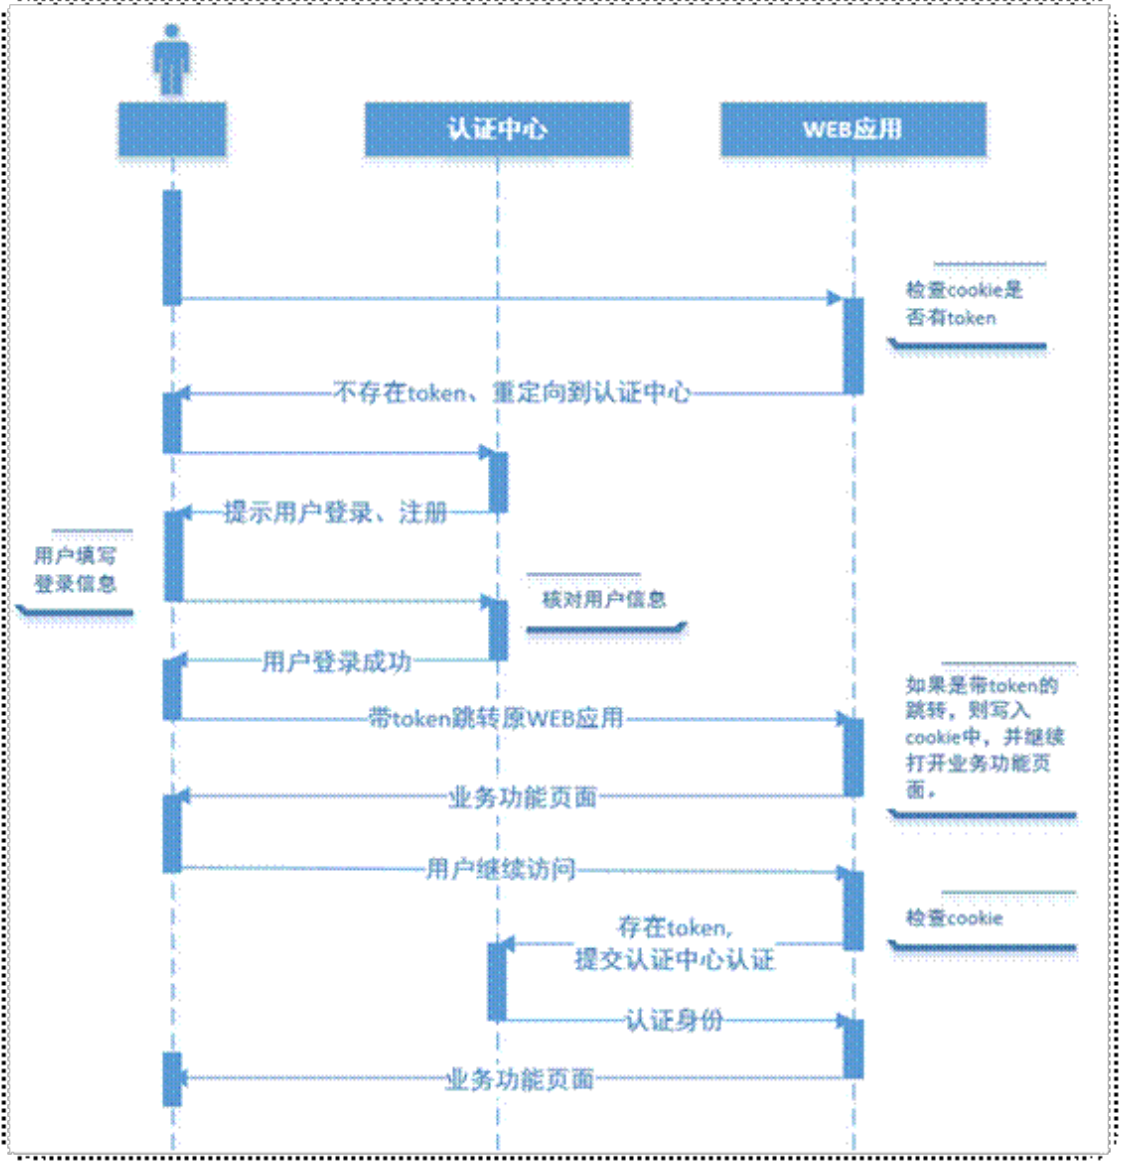 认证中心
WEB应用
检查cookie是
否有token
不存在token、重定向到认证中心
提示用户登录、注册
用户填写
登录信息
核对用户信息
用户登录成功
如果是带token的
跳转，则写入
cookie中，并继续
打开业务功能页
面。
带token跳转原WEB应用
业务功能页面
用户继续访问
检查cookie
存在token,
提交认证中心认证
认证身份
业务功能页面